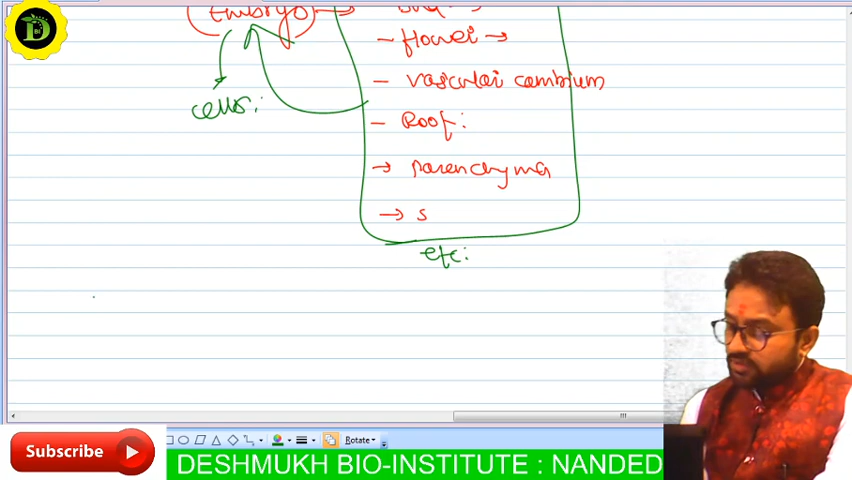 (Embryo) →
- flower →
- vascular cambium
cells:
- Root:
→ parenchyma
→ s
etc:
Rotate
Subscribe
DESHMUKH BIO-INSTITUTE : NANDED